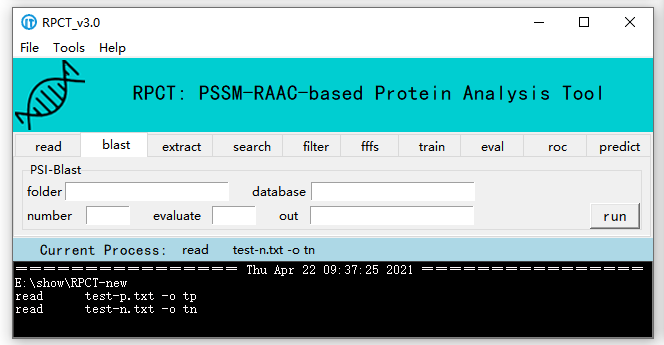 RPCT_v3.0
File Tools Help
RPCT: PSSM-RAAC-based Protein Analysis Tool
read blast extract search filter fffs train eval roc predict
PSI-Blast
folder database
number evaluate out run
Current Process: read test-n.txt -o tn
================== Thu Apr 22 09:37:25 2021 ==================
E:\show\RPCT-new
read test-p.txt -o tp
read test-n.txt -o tn